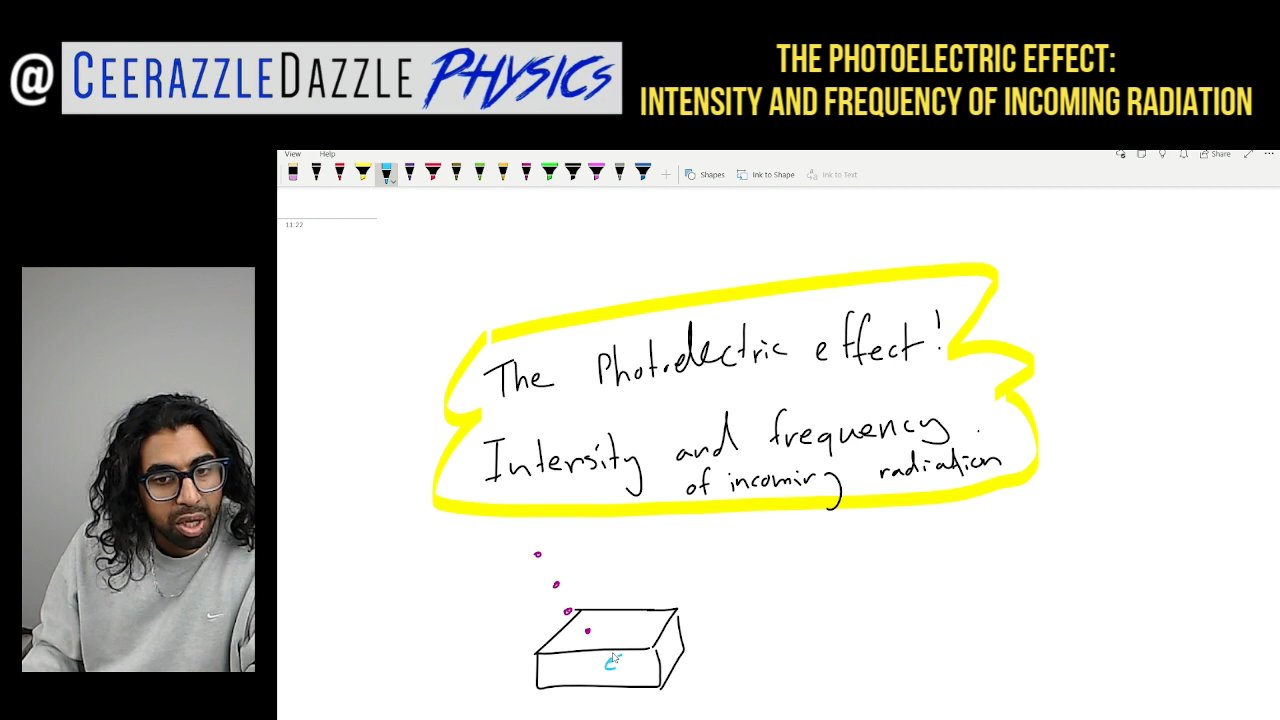 @ CEERAZZLEDAZZLE PHYSICS
THE PHOTOELECTRIC EFFECT:
INTENSITY AND FREQUENCY OF INCOMING RADIATION
View Help
Share
Shapes Ink to Shape Ink to Text
11:22
The Photoelectric effect!
Intensity and frequency
of incoming radiation
e⁻